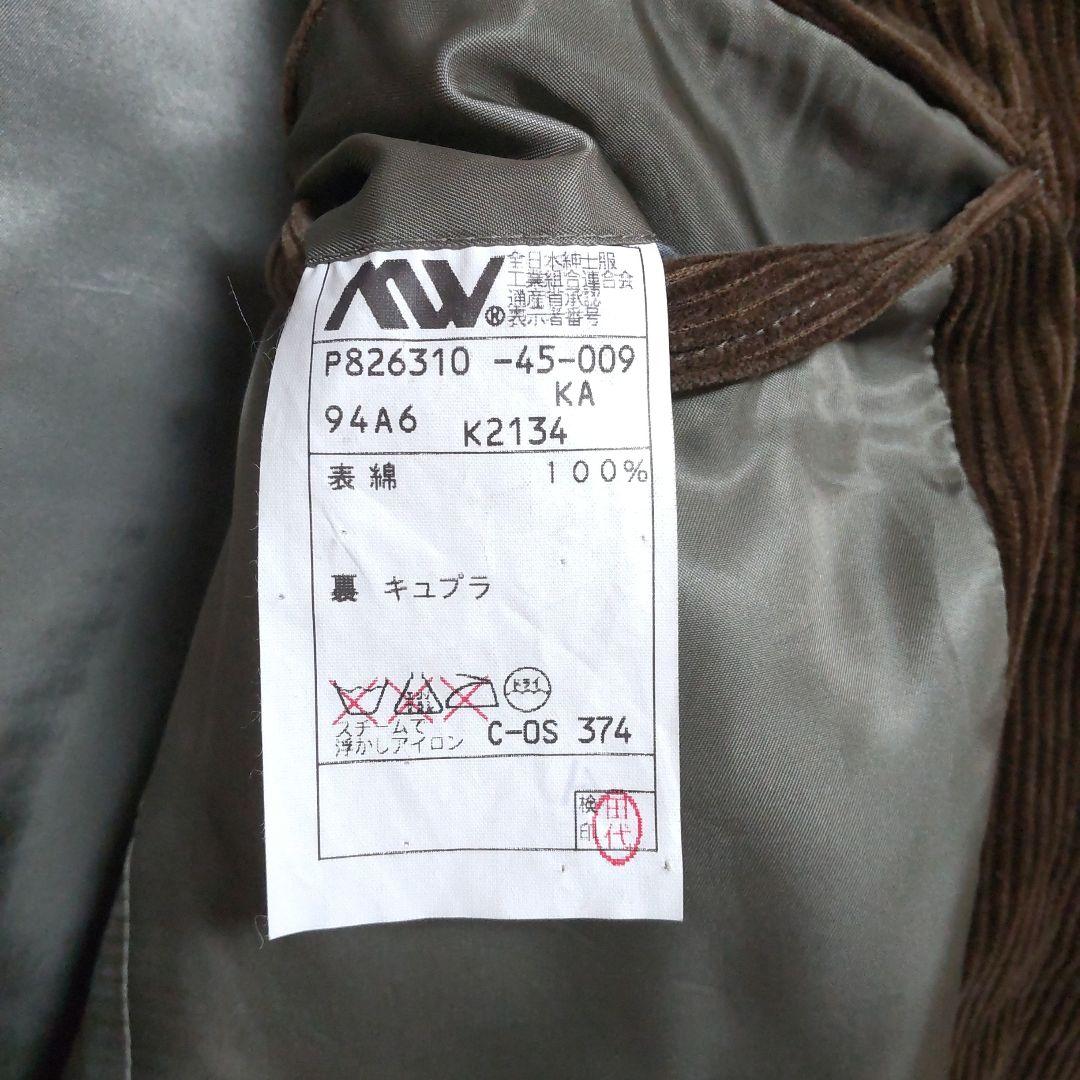 MW® 全日本紳士服
工業組合連合会
通産省承認
表示者番号
P826310 -45-009
KA
94A6 K2134
表 綿 100%
裏 キュプラ
ドライ
スチームで
浮かしアイロン C-OS 374
検印
田代